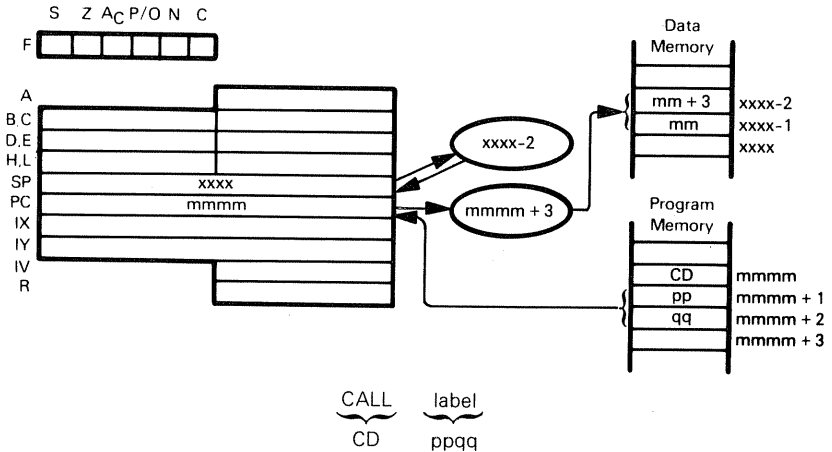 S Z AC P/O N C
F
A
B,C
D,E
H,L
SP xxxx
PC mmmm
IX
IY
IV
R
xxxx-2
mmmm + 3
Data
Memory
mm + 3 xxxx-2
mm xxxx-1
xxxx
Program
Memory
CD mmmm
pp mmmm + 1
qq mmmm + 2
mmmm + 3
CALL label
CD ppqq